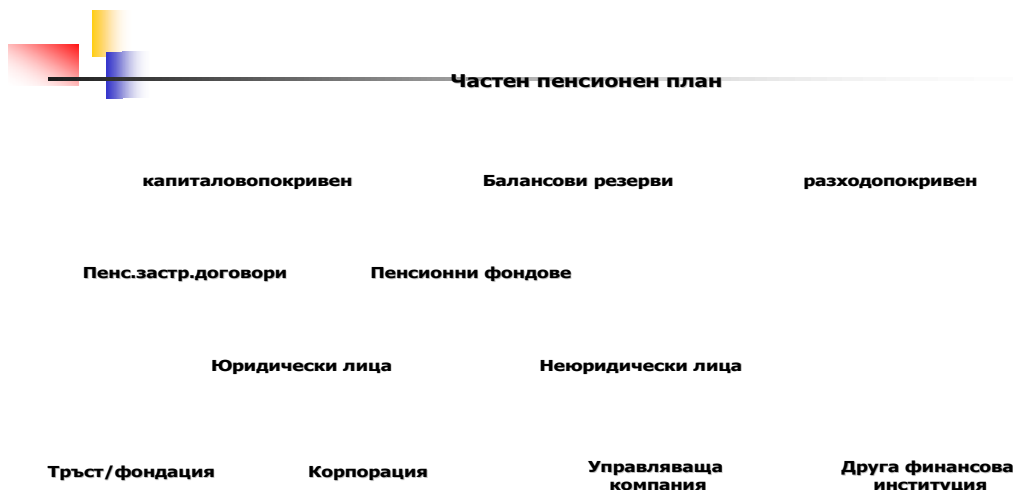 Частен пенсионен план
капиталовопокривен Балансови резерви разходопокривен
Пенс.застр.договори Пенсионни фондове
Юридически лица Неюридически лица
Тръст/фондация Корпорация Управляваща компания Друга финансова институция